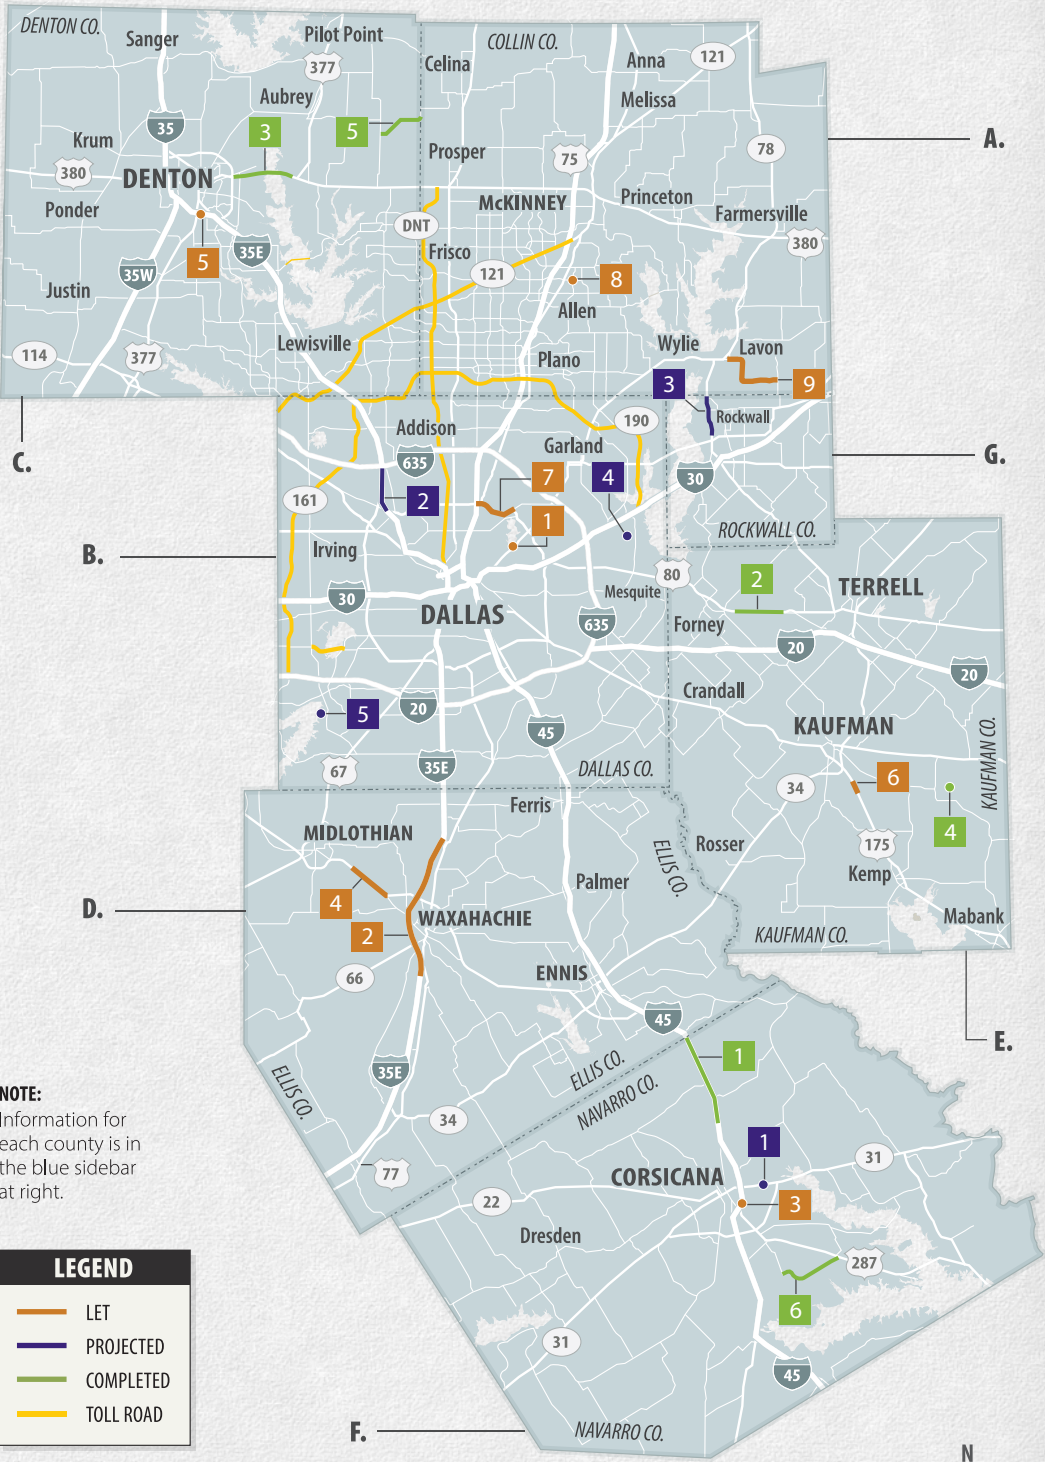 DENTON CO.
Sanger
Pilot Point
377
Aubrey
COLLIN CO.
Celina
Anna
121
Melissa
35
3
5
Krum
380
DENTON
Ponder
Prosper
75
78
A.
McKINNEY
Princeton
Farmersville
380
DNT
Frisco
121
5
35E
35W
Justin
8
Allen
114
377
Lewisville
Plano
Wylie
Lavon
3
9
Rockwall
C.
Addison
190
Garland
G.
635
7
4
30
161
2
1
ROCKWALL CO.
B.
Irving
80
2
TERRELL
30
Mesquite
DALLAS
635
Forney
20
20
Crandall
5
20
45
KAUFMAN
KAUFMAN CO.
67
35E
DALLAS CO.
34
6
Ferris
MIDLOTHIAN
ELLIS CO.
Rosser
175
4
Kemp
Palmer
4
D.
WAXAHACHIE
2
Mabank
KAUFMAN CO.
66
ENNIS
45
E.
35E
ELLIS CO.
ELLIS CO.
NAVARRO CO.
1
NOTE:
Information for
each county is in
the blue sidebar
at right.
34
77
1
31
CORSICANA
22
3
Dresden
287
6
LEGEND
LET
PROJECTED
COMPLETED
TOLL ROAD
31
45
F.
NAVARRO CO.
N